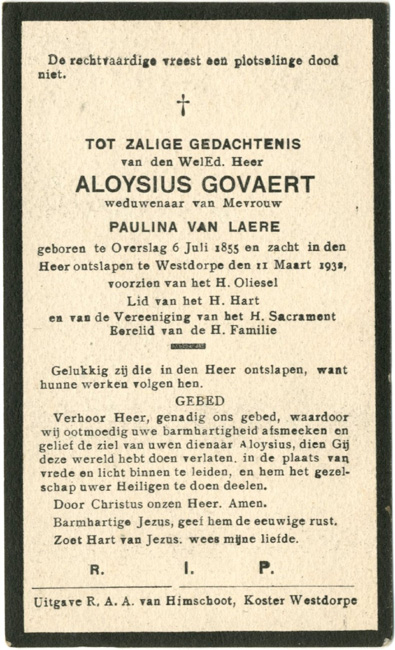 De rechtvaardige vreest een plotselinge dood
niet.
TOT ZALIGE GEDACHTENIS
van den WelEd. Heer
ALOYSIUS GOVAERT
weduwenaar van Mevrouw
PAULINA VAN LAERE
geboren te Overslag 6 Juli 1855 en zacht in den
Heer ontslapen te Westdorpe den 11 Maart
voorzien van het H. Oliesel
Lid van het H. Hart
en van de Vereeniging van het H. Sacrament
Eerelid van de H. Familie
Gelukkig zij die in den Heer ontslapen, want
hunne werken volgen hen.
GEBED
Verhoor Heer, genadig ons gebed, waardoor
wij ootmoedig uwe barmhartigheid afsmeeken en
gelief de ziel van uwen dienaar Aloysius, dien Gij
deze wereld hebt doen verlaten, in de plaats van
vrede en licht binnen te leiden, en hem het gezel-
schap uwer Heiligen te doen deelen.
Door Christus onzen Heer. Amen.
Barmhartige Jezus, geef hem de eeuwige rust.
Zoet Hart van Jezus. wees mijne liefde.
R. I. P.
Uitgave R. A. A. van Himschoot, Koster Westdorpe